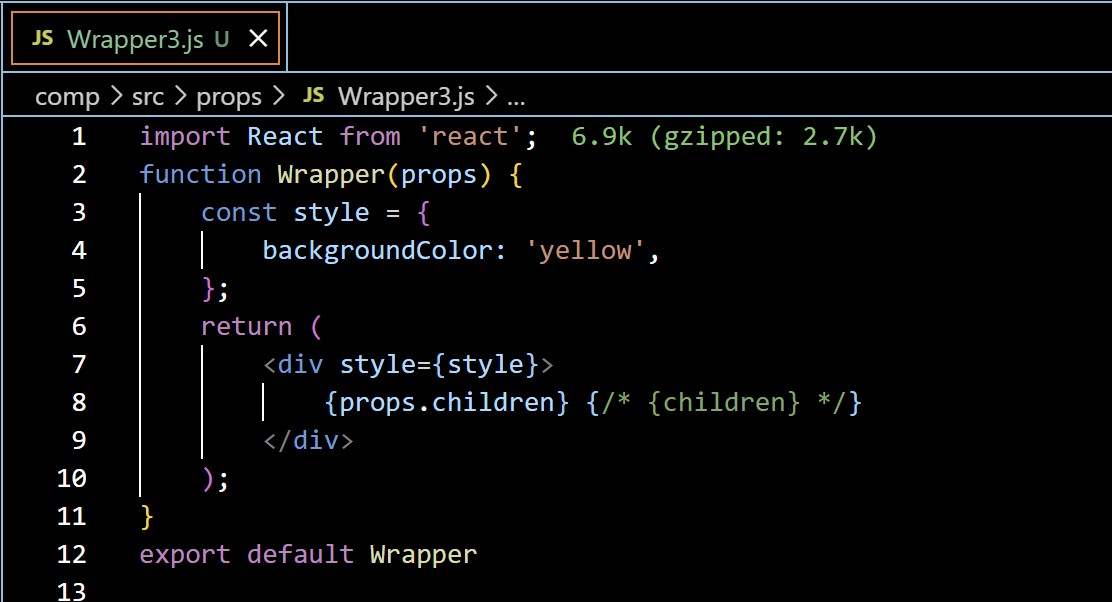 JS Wrapper3.js U
comp > src > props > JS Wrapper3.js > ...
1 import React from 'react'; 6.9k (gzipped: 2.7k)
2 function Wrapper(props) {
3     const style = {
4         backgroundColor: 'yellow',
5     };
6     return (
7         <div style={style}>
8             {props.children} {/* {children} */}
9         </div>
10     );
11 }
12 export default Wrapper
13